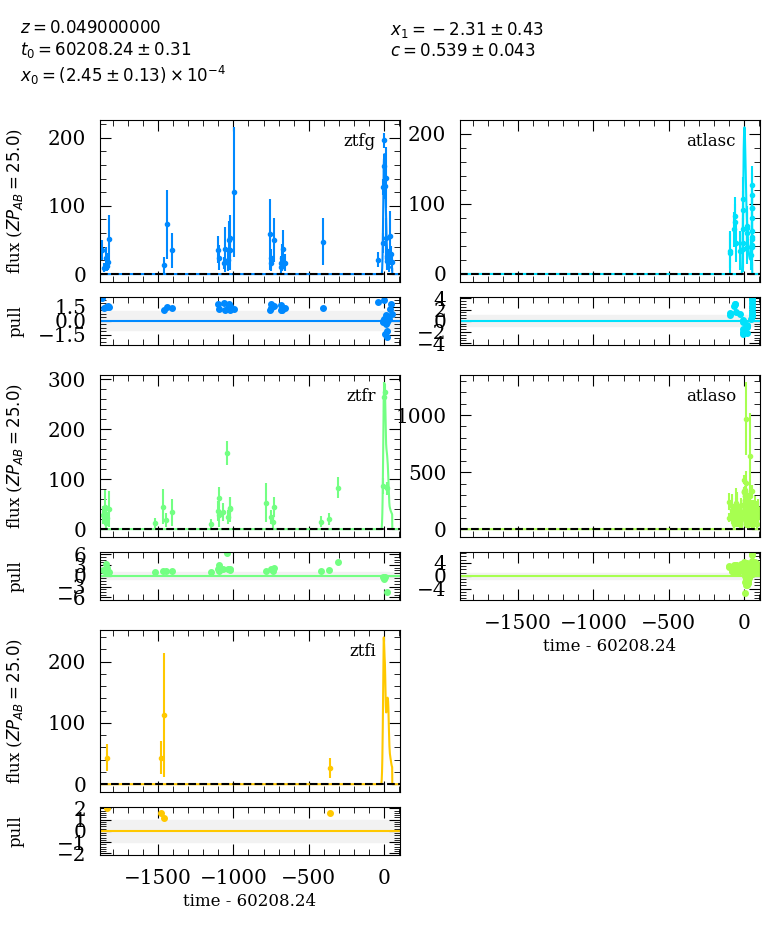 z = 0.049000000
t₀ = 60208.24 ± 0.31
x₀ = (2.45 ± 0.13) × 10⁻⁴
x₁ = −2.31 ± 0.43
c = 0.539 ± 0.043
flux (ZP_AB = 25.0)
200
100
0
ztfg
200
100
0
atlasc
pull
1.5
0.0
−1.5
4
2
0
−2
−4
flux (ZP_AB = 25.0)
300
200
100
0
ztfr
1000
500
0
atlaso
pull
6
3
0
−3
−6
4
0
−4
−1500 −1000 −500 0
time - 60208.24
flux (ZP_AB = 25.0)
200
100
0
ztfi
pull
2
1
0
−1
−2
−1500 −1000 −500 0
time - 60208.24